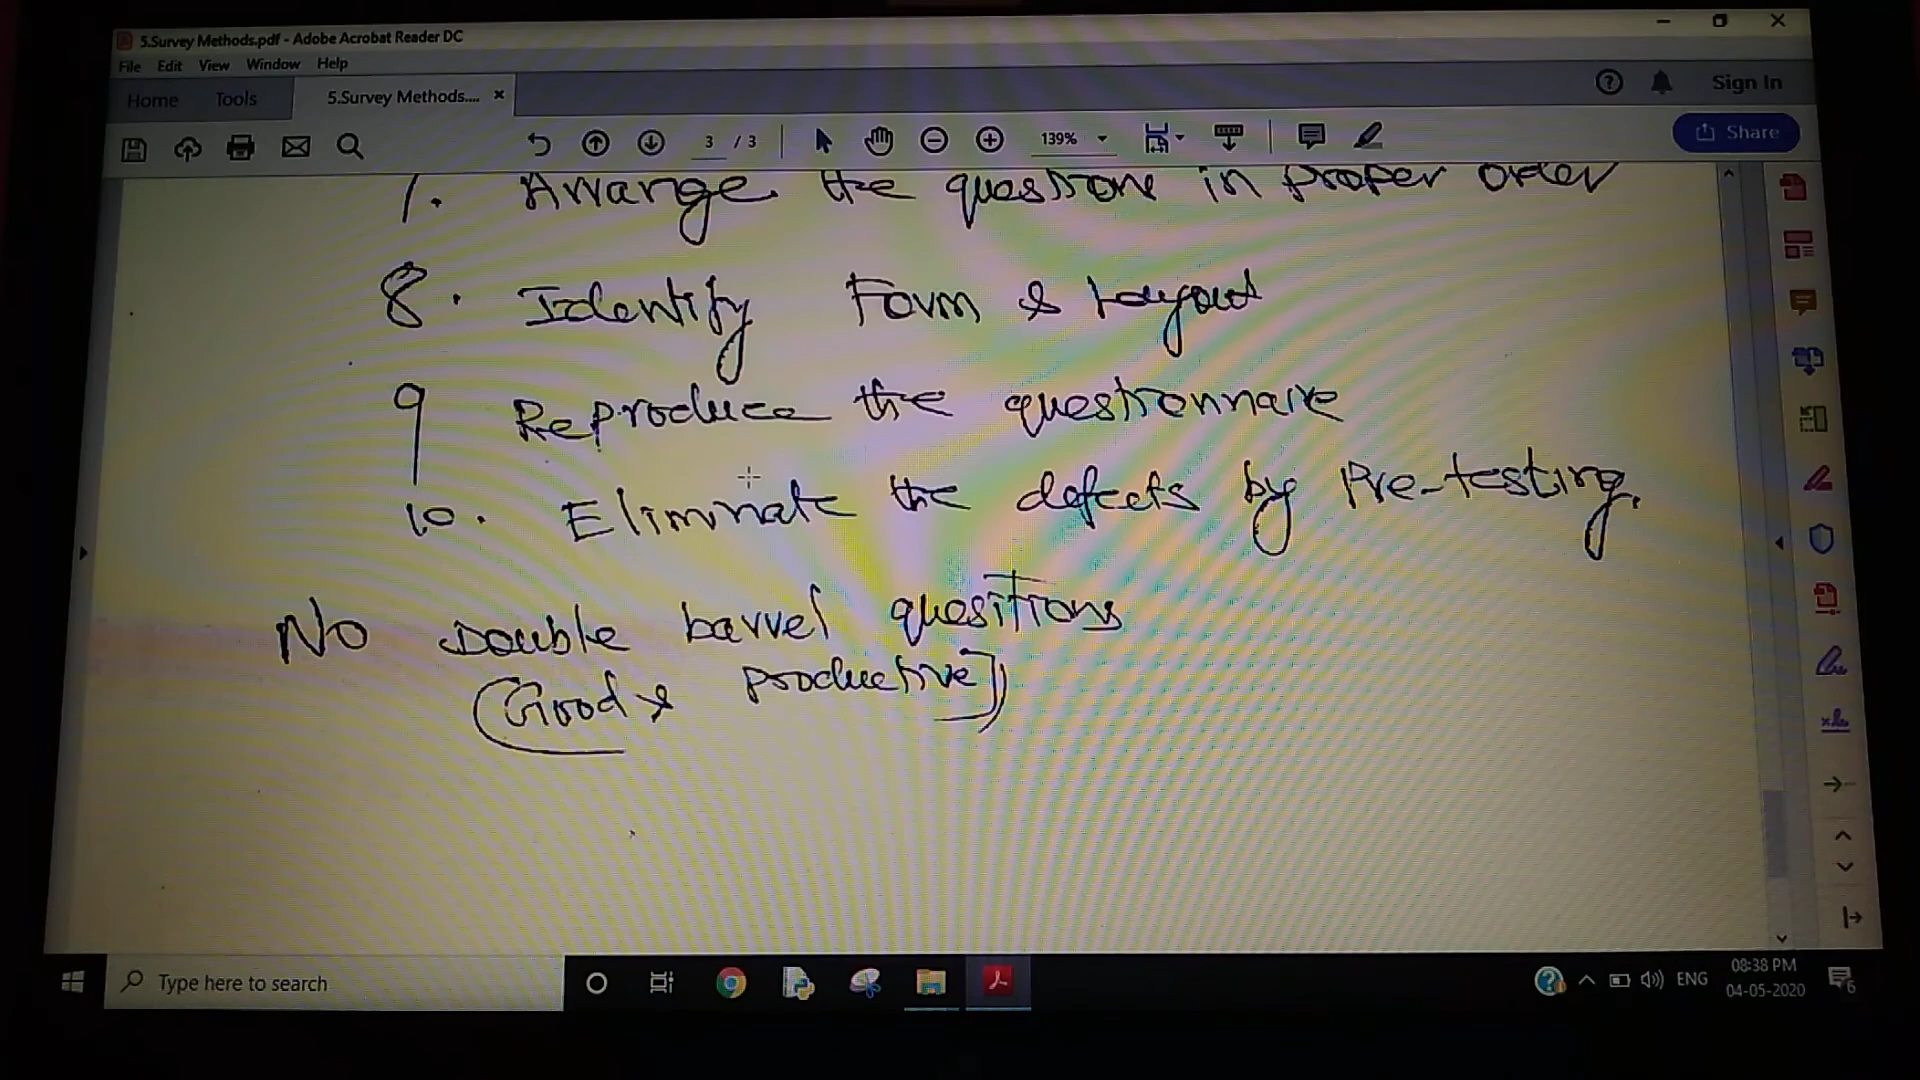 5.Survey Methods.pdf - Adobe Acrobat Reader DC
File Edit View Window Help
Home Tools 5.Survey Methods.... × Sign In
3 / 3 139% Share
7. Arrange the questions in proper order
8. Identify Form & Layout
9 Reproduce the questionnaire
10. Eliminate the defects by Pre-testing.
No Double barrel quesitions
(Good & productive])
Type here to search
ENG
08:38 PM
04-05-2020
6